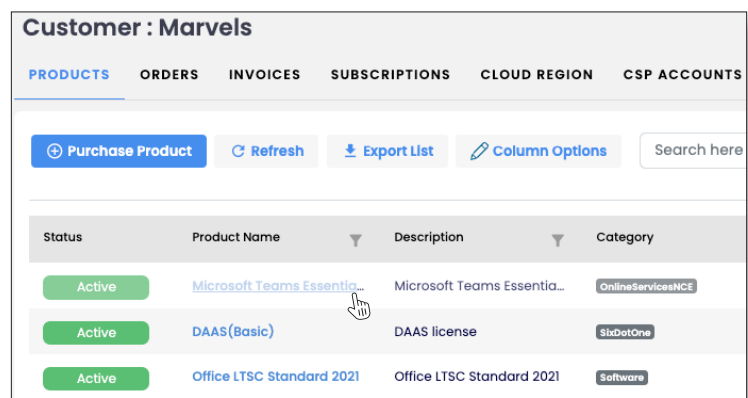 Customer : Marvels
PRODUCTS ORDERS INVOICES SUBSCRIPTIONS CLOUD REGION CSP ACCOUNTS
Purchase Product Refresh Export List Column Options Search here
Status Product Name Description Category
Active Microsoft Teams Essentia... Microsoft Teams Essentia... OnlineServicesNCE
Active DAAS(Basic) DAAS license SixDotOne
Active Office LTSC Standard 2021 Office LTSC Standard 2021 Software